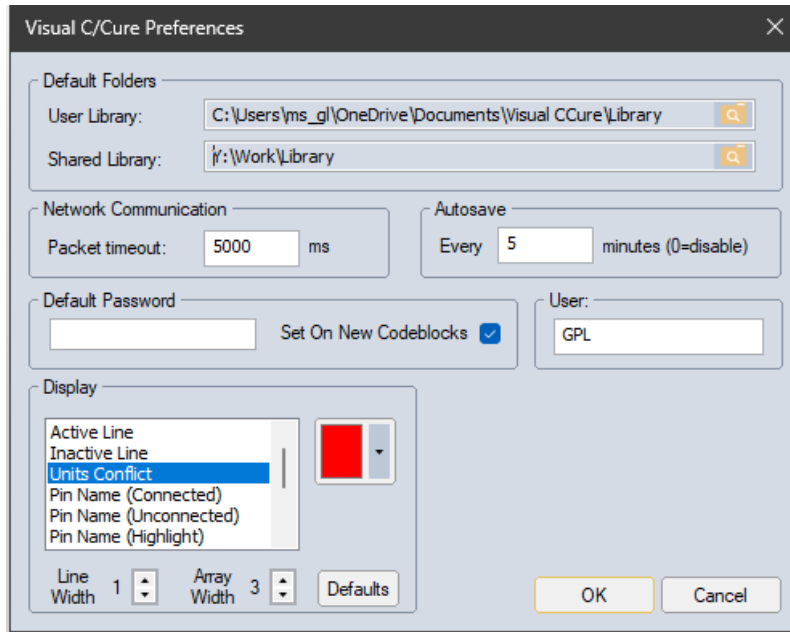 Visual C/Cure Preferences
Default Folders
User Library: C:\Users\ms_gl\OneDrive\Documents\Visual CCure\Library
Shared Library: Y:\Work\Library
Network Communication
Packet timeout: 5000 ms
Autosave
Every 5 minutes (0=disable)
Default Password
Set On New Codeblocks
User:
GPL
Display
Active Line
Inactive Line
Units Conflict
Pin Name (Connected)
Pin Name (Unconnected)
Pin Name (Highlight)
Line Width 1
Array Width 3
Defaults
OK
Cancel